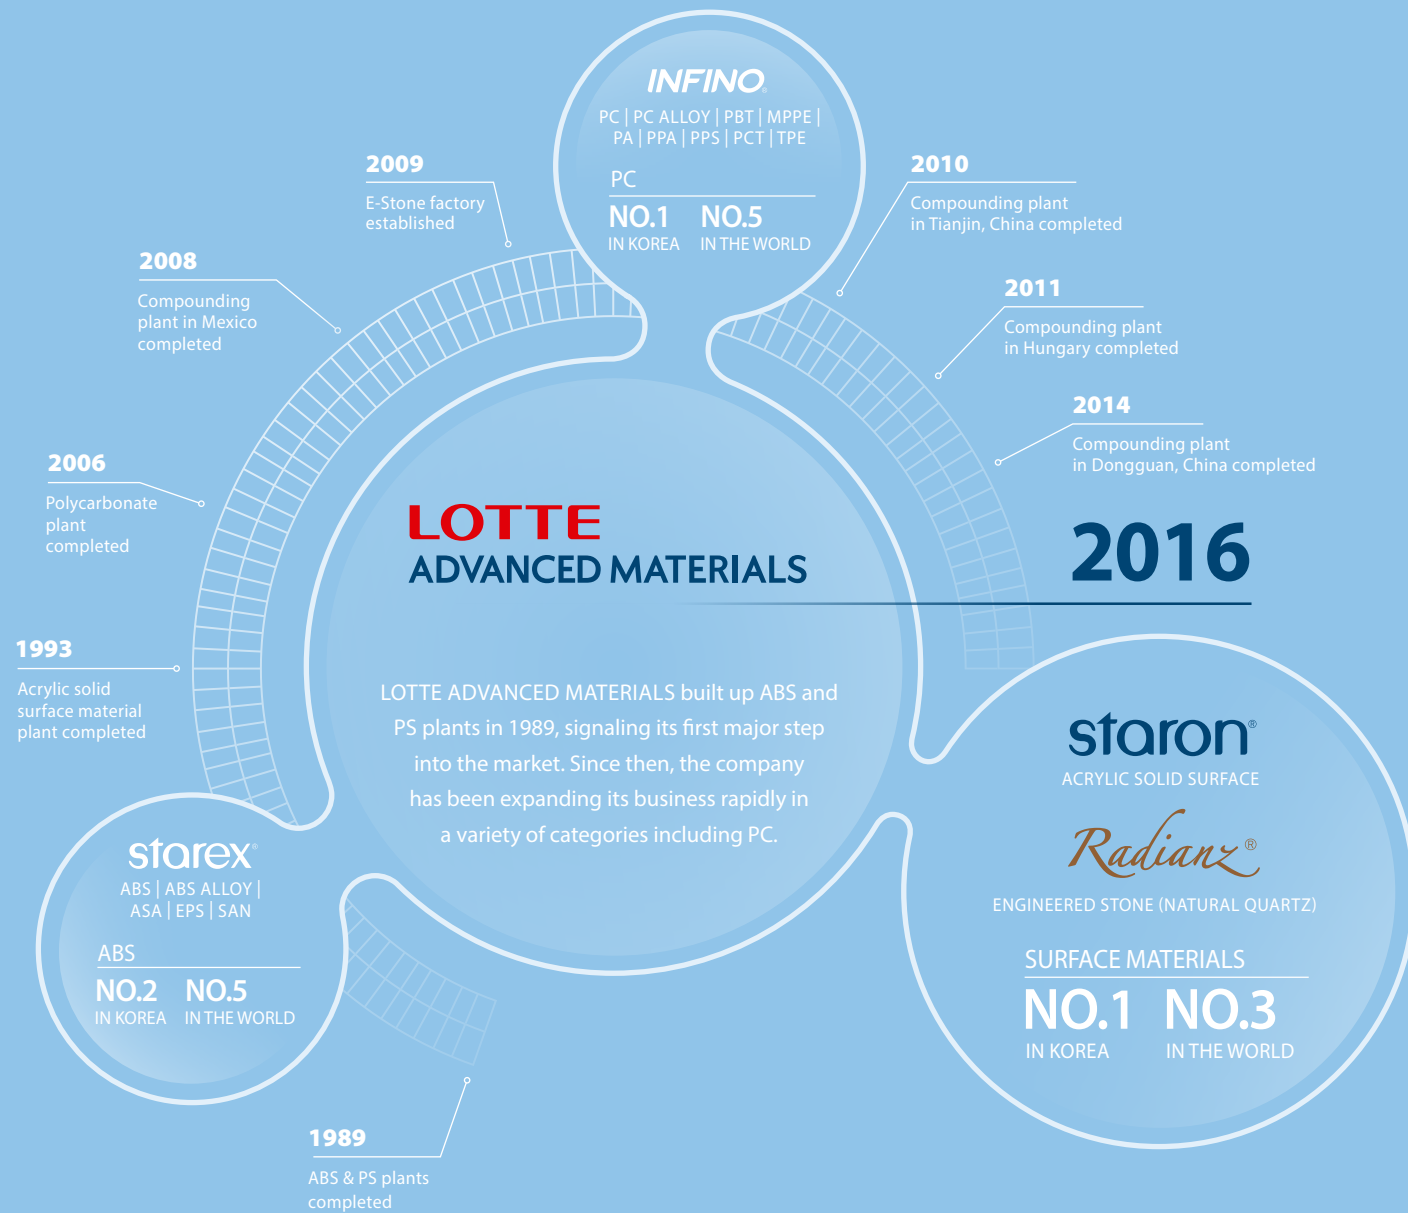 INFINO®
PC | PC ALLOY | PBT | MPPE |
PA | PPA | PPS | PCT | TPE
PC
NO.1 NO.5
IN KOREA IN THE WORLD
2009
E-Stone factory
established
2008
Compounding
plant in Mexico
completed
2006
Polycarbonate
plant
completed
1993
Acrylic solid
surface material
plant completed
2010
Compounding plant
in Tianjin, China completed
2011
Compounding plant
in Hungary completed
2014
Compounding plant
in Dongguan, China completed
2016
LOTTE
ADVANCED MATERIALS
LOTTE ADVANCED MATERIALS built up ABS and
PS plants in 1989, signaling its first major step
into the market. Since then, the company
has been expanding its business rapidly in
a variety of categories including PC.
starex®
ABS | ABS ALLOY |
ASA | EPS | SAN
ABS
NO.2 NO.5
IN KOREA IN THE WORLD
staron®
ACRYLIC SOLID SURFACE
Radianz®
ENGINEERED STONE (NATURAL QUARTZ)
SURFACE MATERIALS
NO.1 NO.3
IN KOREA IN THE WORLD
1989
ABS & PS plants
completed